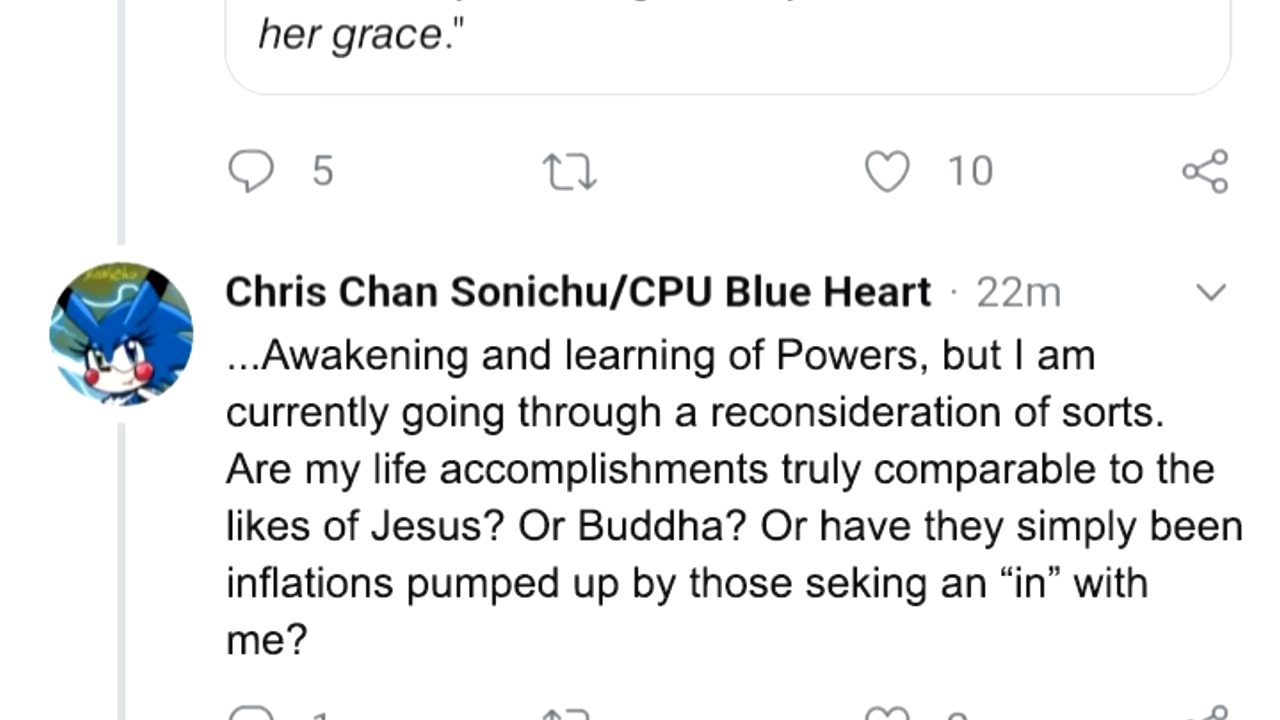 her grace."
5
10
Chris Chan Sonichu/CPU Blue Heart · 22m
...Awakening and learning of Powers, but I am
currently going through a reconsideration of sorts.
Are my life accomplishments truly comparable to the
likes of Jesus? Or Buddha? Or have they simply been
inflations pumped up by those seking an “in” with
me?